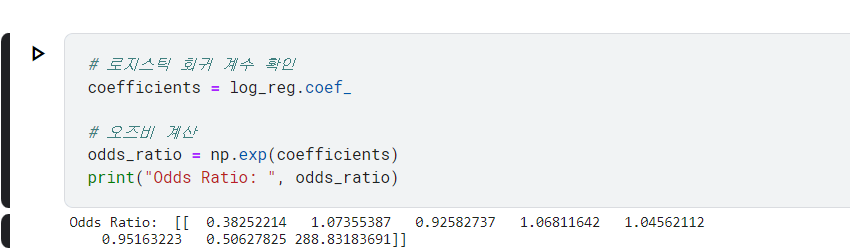 # 로지스틱 회귀 계수 확인
coefficients = log_reg.coef_
# 오즈비 계산
odds_ratio = np.exp(coefficients)
print("Odds Ratio: ", odds_ratio)
Odds Ratio:  [[  0.38252214   1.07355387   0.92582737   1.06811642   1.04562112
    0.95163223   0.50627825 288.83183691]]